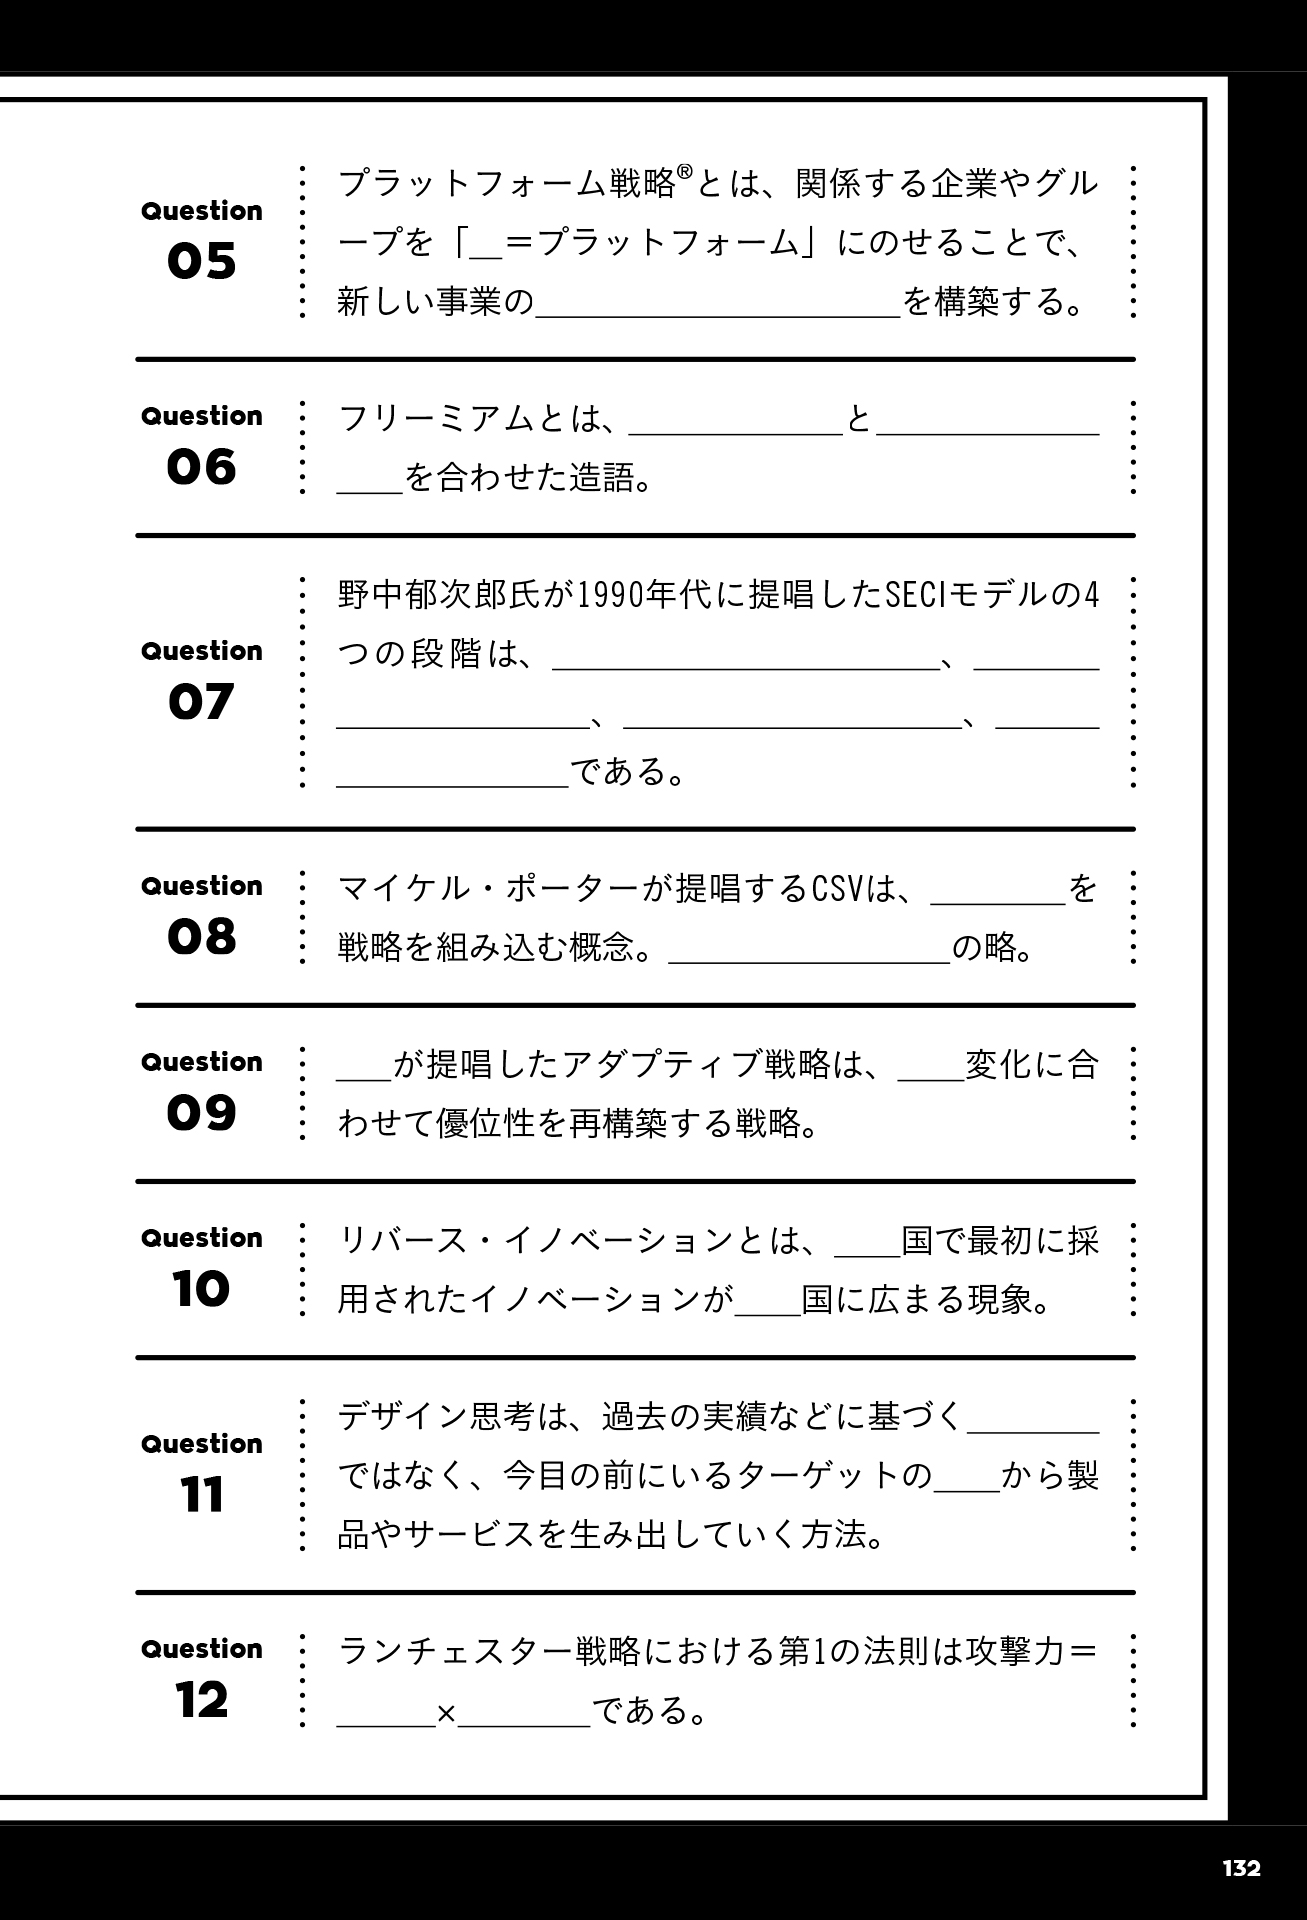 Question
05
プラットフォーム戦略®とは、関係する企業やグル
ープを「__=プラットフォーム」にのせることで、
新しい事業の______________________を構築する。
Question
06
フリーミアムとは、_____________と_____________
____を合わせた造語。
Question
07
野中郁次郎氏が1990年代に提唱したSECIモデルの4
つの段階は、_______________________、_______
_______________、____________________、______
______________である。
Question
08
マイケル・ポーターが提唱するCSVは、________を
戦略を組み込む概念。_________________の略。
Question
09
___が提唱したアダプティブ戦略は、____変化に合
わせて優位性を再構築する戦略。
Question
10
リバース・イノベーションとは、____国で最初に採
用されたイノベーションが____国に広まる現象。
Question
11
デザイン思考は、過去の実績などに基づく________
ではなく、今目の前にいるターゲットの____から製
品やサービスを生み出していく方法。
Question
12
ランチェスター戦略における第1の法則は攻撃力=
______×________である。
132